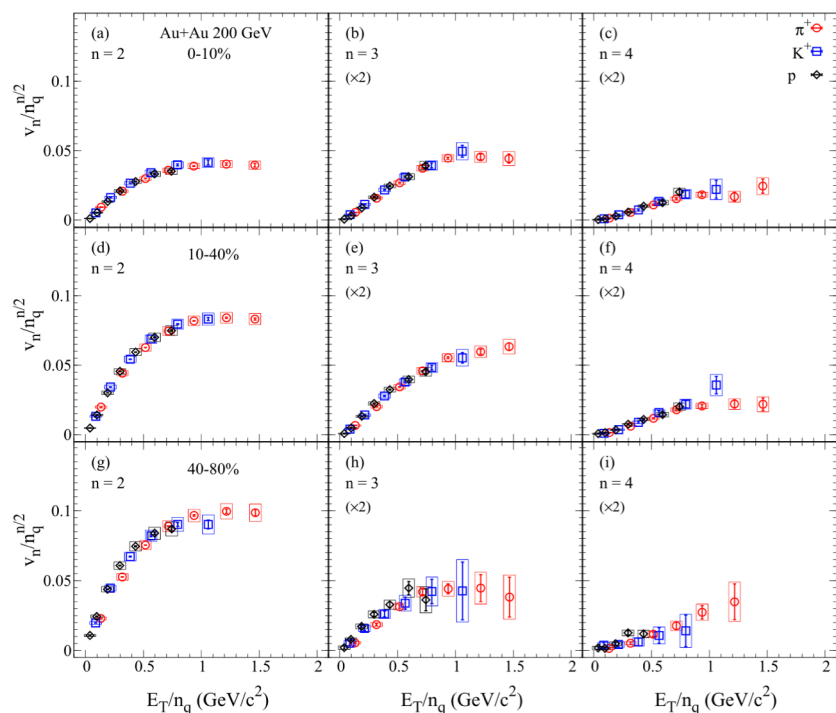 (a) Au+Au 200 GeV
n = 2 0-10%
(b)
n = 3
(×2)
(c)
n = 4
(×2)
π⁺
K⁺
p
v_n/n_q^{n/2}
0.1
0.05
0
(d) 10-40%
n = 2
(e)
n = 3
(×2)
(f)
n = 4
(×2)
v_n/n_q^{n/2}
0.1
0.05
0
(g) 40-80%
n = 2
(h)
n = 3
(×2)
(i)
n = 4
(×2)
v_n/n_q^{n/2}
0.1
0.05
0
0 0.5 1 1.5 2
0 0.5 1 1.5 2
0 0.5 1 1.5 2
E_T/n_q (GeV/c²)
E_T/n_q (GeV/c²)
E_T/n_q (GeV/c²)